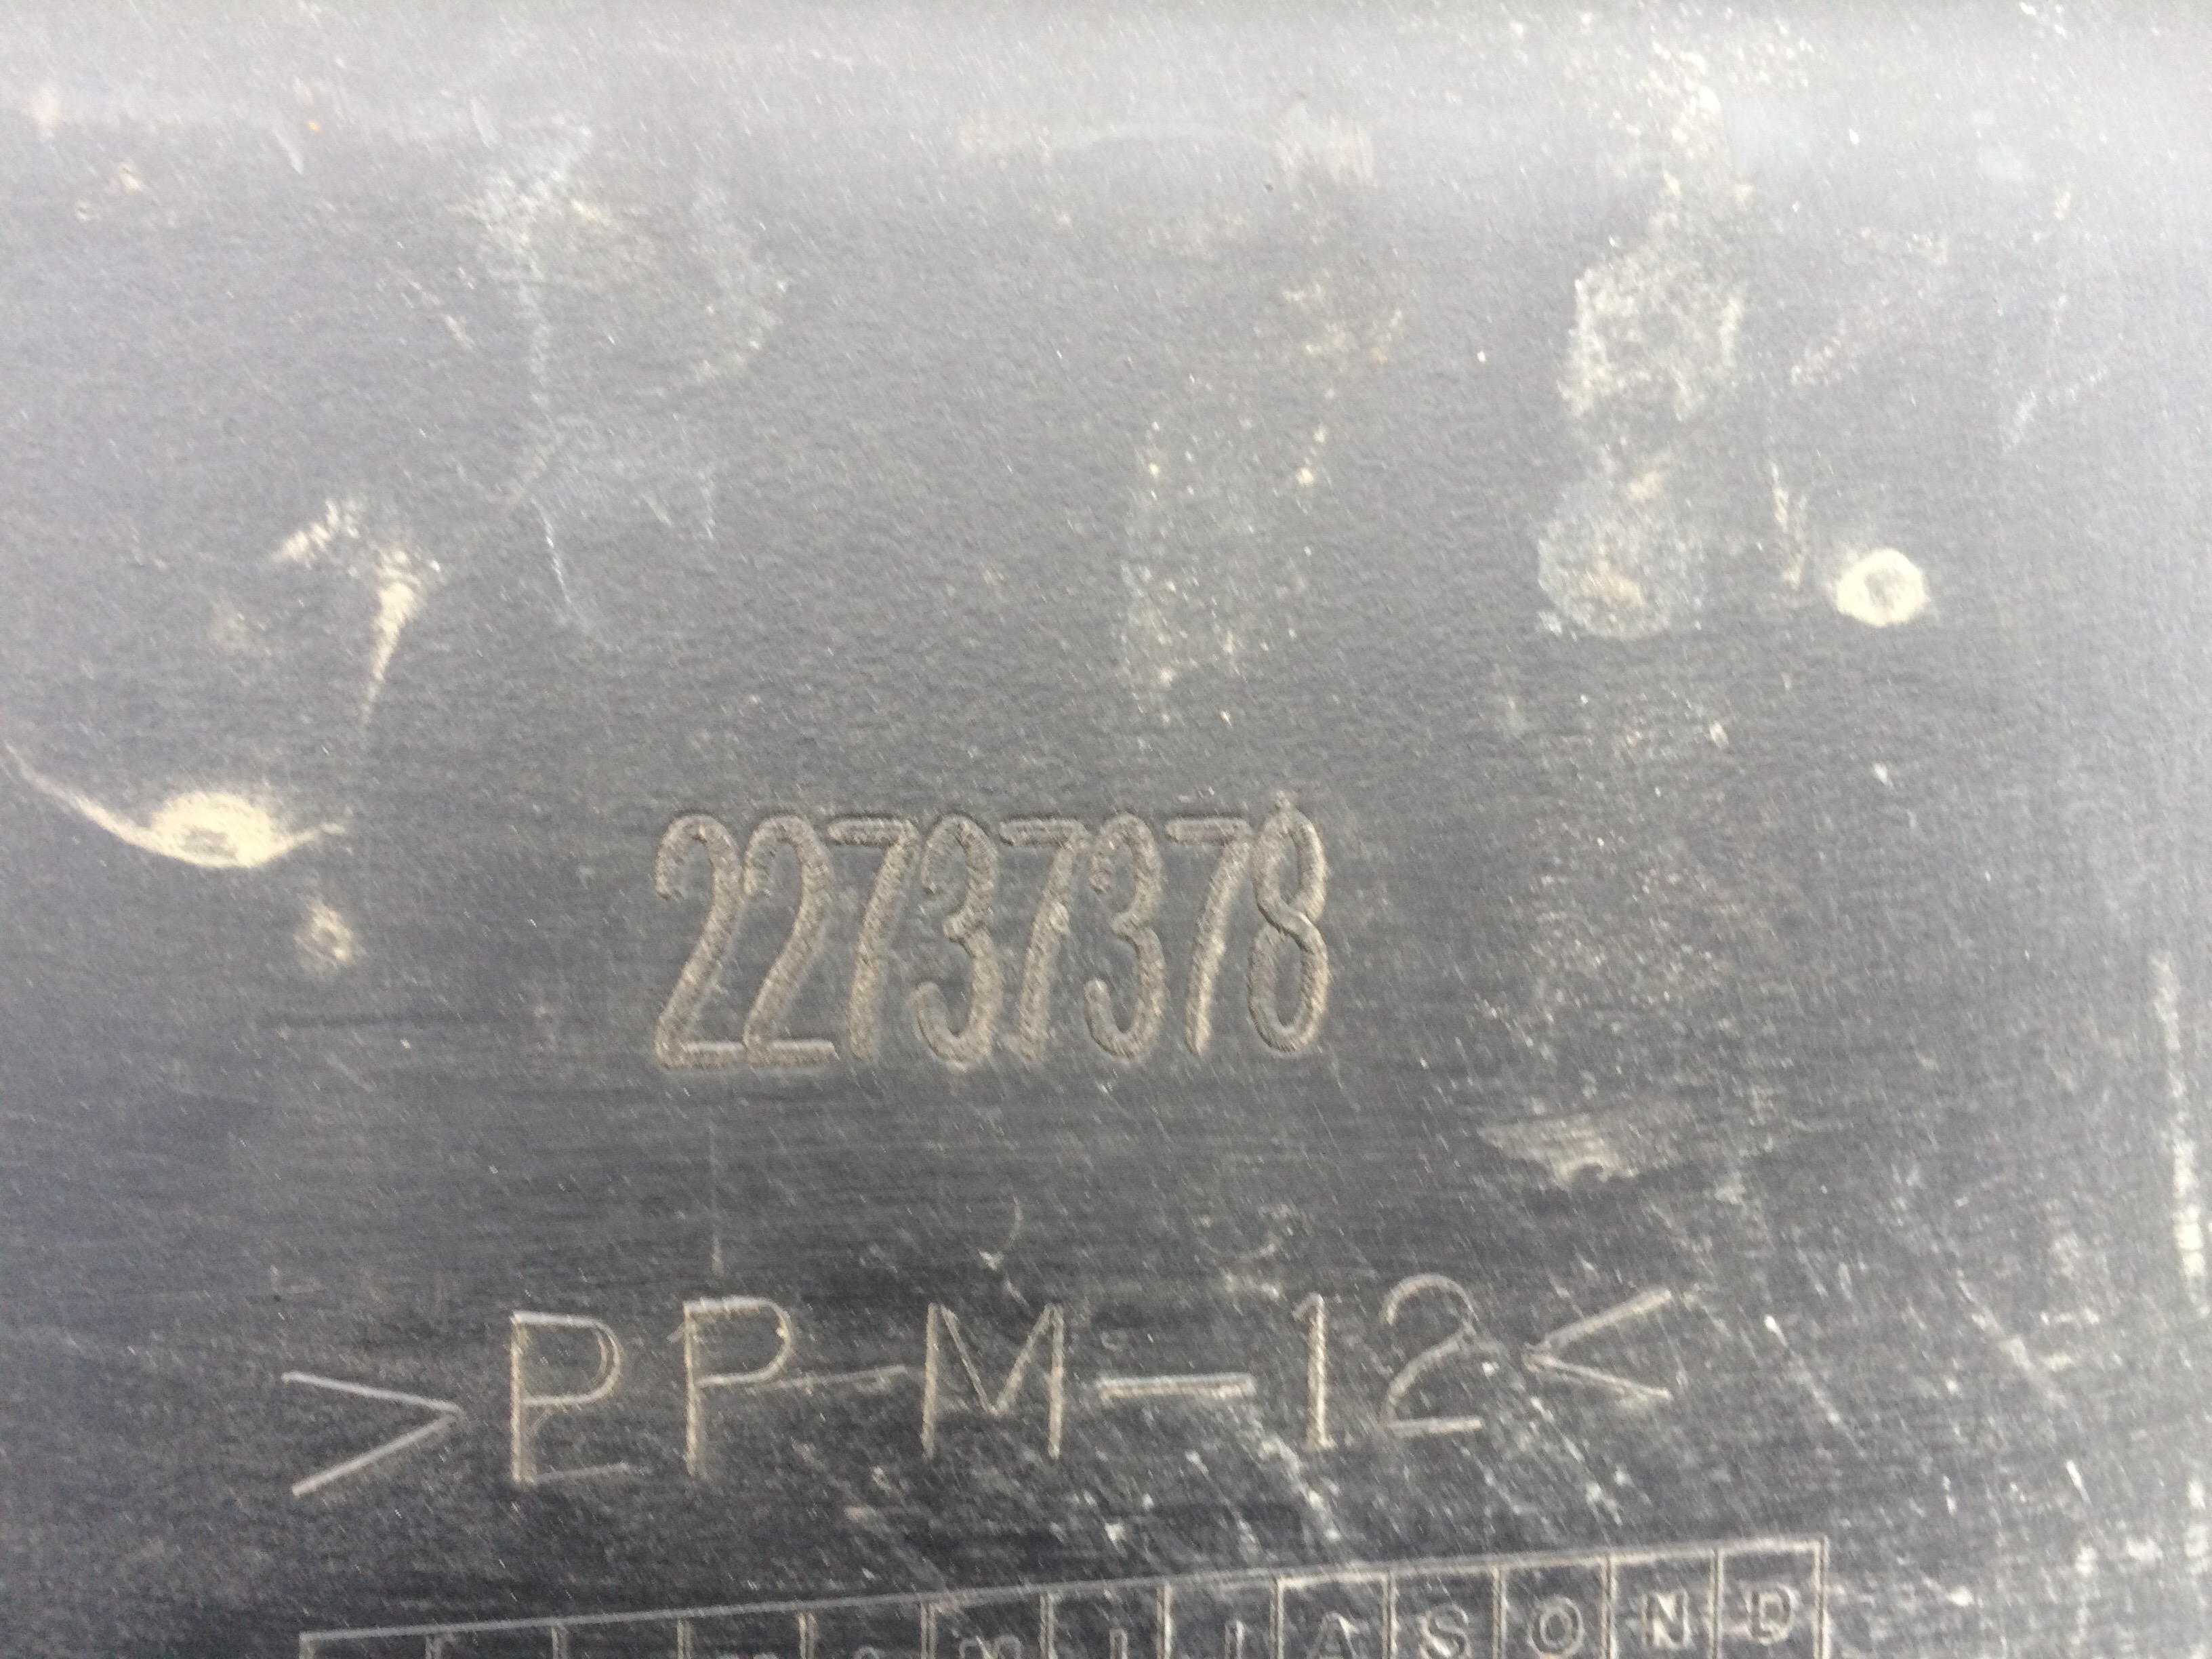 22737378
>PP-M-12<
J J A S O N D